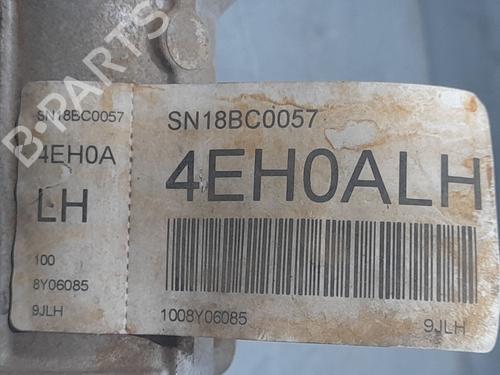 B-PARTS
SN18BC0057
4EH0A
LH
100
8Y06085
9JLH
SN18BC0057
4EH0ALH
1008Y06085
9JLH